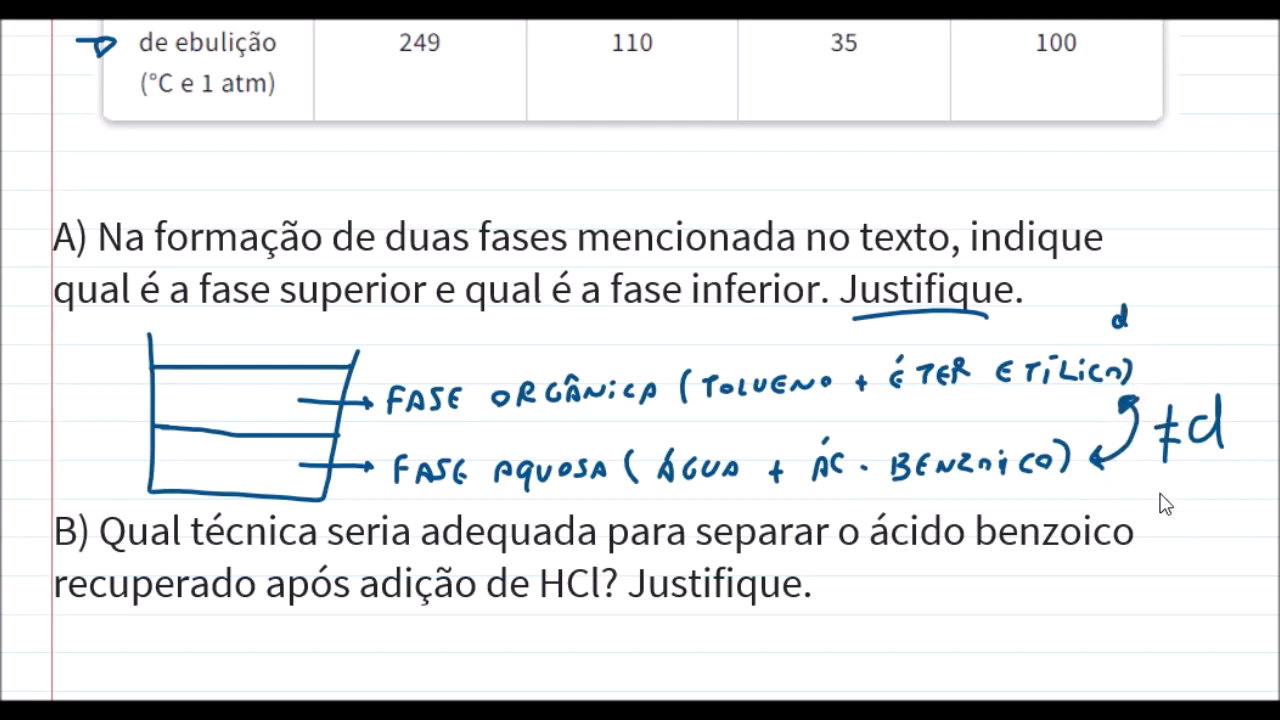 de ebulição 249 110 35 100
(°C e 1 atm)
A) Na formação de duas fases mencionada no texto, indique
qual é a fase superior e qual é a fase inferior. Justifique.
d
FASE ORGÂNICA (TOLUENO + ÉTER ETÍLICO)
≠d
FASE AQUOSA (ÁGUA + ÁC. BENZOICO)
B) Qual técnica seria adequada para separar o ácido benzoico
recuperado após adição de HCl? Justifique.